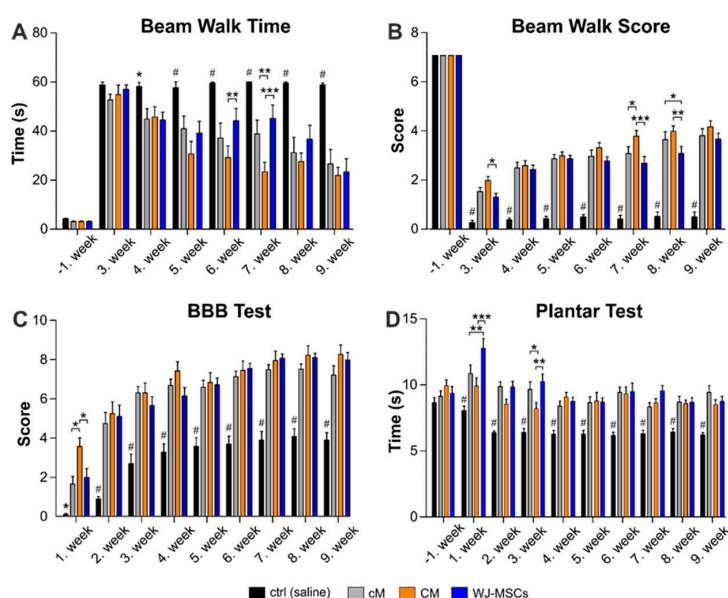 A Beam Walk Time
80
60
40
20
0
Time (s)
* # # # # #
** ** ***
-1. week 3. week 4. week 5. week 6. week 7. week 8. week 9. week
B Beam Walk Score
8
6
4
2
0
Score
* * *** * **
# # # # # # #
-1. week 3. week 4. week 5. week 6. week 7. week 8. week 9. week
C BBB Test
10
8
6
4
2
0
Score
* * *
# # # # # # # #
1. week 2. week 3. week 4. week 5. week 6. week 7. week 8. week 9. week
D Plantar Test
15
10
5
0
Time (s)
*** ** * **
# # # # # # # # #
-1. week 1. week 2. week 3. week 4. week 5. week 6. week 7. week 8. week 9. week
ctrl (saline) cM CM WJ-MSCs